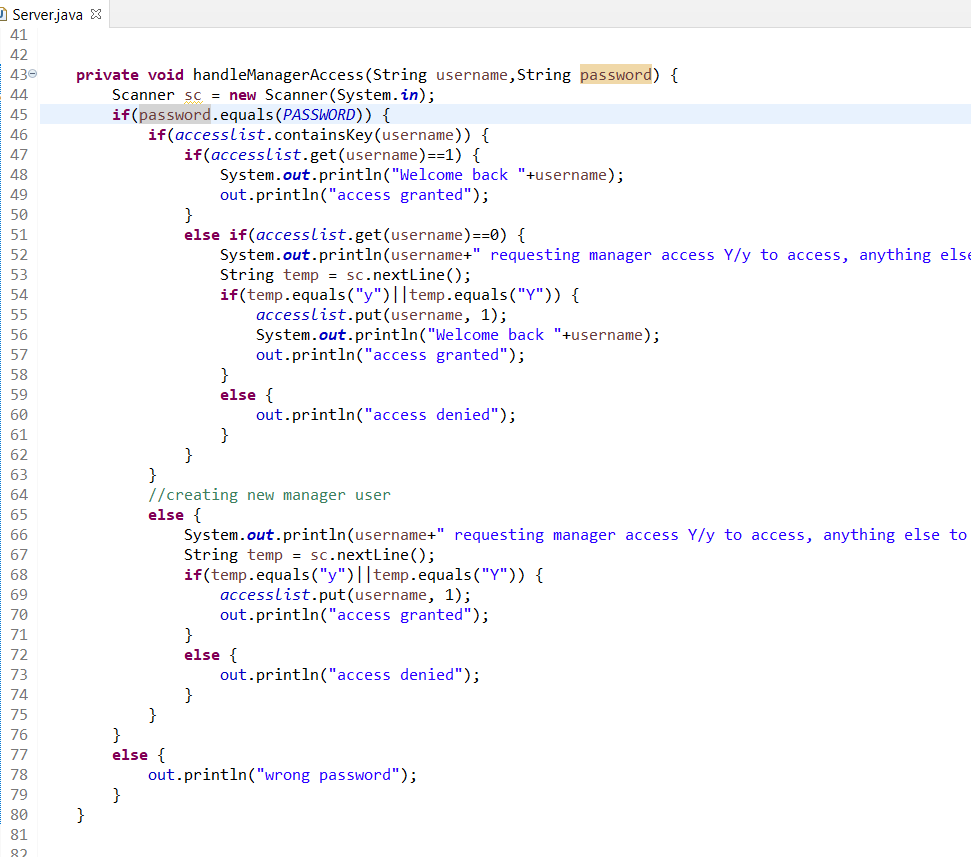 Server.java
41
42
43 private void handleManagerAccess(String username,String password) {
44 Scanner sc = new Scanner(System.in);
45 if(password.equals(PASSWORD)) {
46 if(accesslist.containsKey(username)) {
47 if(accesslist.get(username)==1) {
48 System.out.println("Welcome back "+username);
49 out.println("access granted");
50 }
51 else if(accesslist.get(username)==0) {
52 System.out.println(username+" requesting manager access Y/y to access, anything else
53 String temp = sc.nextLine();
54 if(temp.equals("y")||temp.equals("Y")) {
55 accesslist.put(username, 1);
56 System.out.println("Welcome back "+username);
57 out.println("access granted");
58 }
59 else {
60 out.println("access denied");
61 }
62 }
63 }
64 //creating new manager user
65 else {
66 System.out.println(username+" requesting manager access Y/y to access, anything else to
67 String temp = sc.nextLine();
68 if(temp.equals("y")||temp.equals("Y")) {
69 accesslist.put(username, 1);
70 out.println("access granted");
71 }
72 else {
73 out.println("access denied");
74 }
75 }
76 }
77 else {
78 out.println("wrong password");
79 }
80 }
81
82